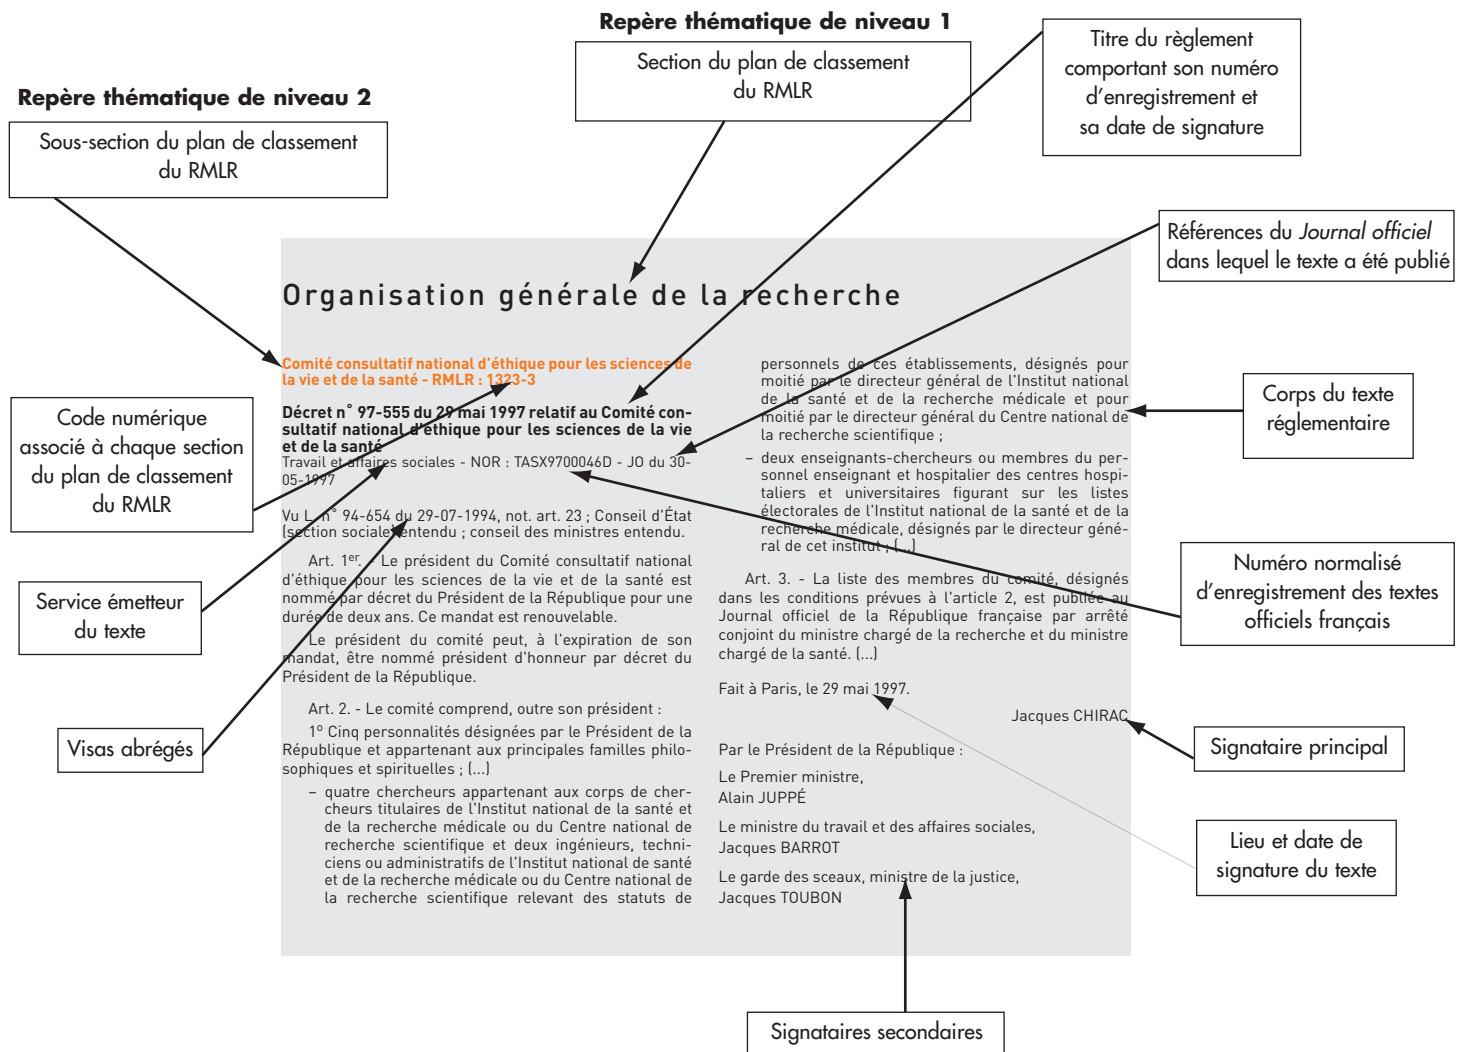 Repère thématique de niveau 1
Section du plan de classement
du RMLR
Titre du règlement
comportant son numéro
d'enregistrement et
sa date de signature
Repère thématique de niveau 2
Sous-section du plan de classement
du RMLR
Références du Journal officiel
dans lequel le texte a été publié
Organisation générale de la recherche
Comité consultatif national d'éthique pour les sciences de
la vie et de la santé - RMLR : 1323-3
Décret n° 97-555 du 29 mai 1997 relatif au Comité con-
sultatif national d'éthique pour les sciences de la vie
et de la santé
Travail et affaires sociales - NOR : TASX9700046D - JO du 30-
05-1997
Vu L. n° 94-654 du 29-07-1994, not. art. 23 ; Conseil d'État
(section sociale) entendu ; conseil des ministres entendu.
Art. 1er. - Le président du Comité consultatif national
d'éthique pour les sciences de la vie et de la santé est
nommé par décret du Président de la République pour une
durée de deux ans. Ce mandat est renouvelable.
Le président du comité peut, à l'expiration de son
mandat, être nommé président d'honneur par décret du
Président de la République.
Art. 2. - Le comité comprend, outre son président :
1º Cinq personnalités désignées par le Président de la
République et appartenant aux principales familles philo-
sophiques et spirituelles ; (...)
– quatre chercheurs appartenant aux corps de cher-
cheurs titulaires de l'Institut national de la santé et
de la recherche médicale ou du Centre national de
recherche scientifique et deux ingénieurs, techni-
ciens ou administratifs de l'Institut national de santé
et de la recherche médicale ou du Centre national de
la recherche scientifique relevant des statuts de
personnels de ces établissements, désignés pour
moitié par le directeur général de l'Institut national
de la santé et de la recherche médicale et pour
moitié par le directeur général du Centre national de
la recherche scientifique ;
– deux enseignants-chercheurs ou membres du per-
sonnel enseignant et hospitalier des centres hospi-
taliers et universitaires figurant sur les listes
électorales de l'Institut national de la santé et de la
recherche médicale, désignés par le directeur géné-
ral de cet institut ; (...)
Art. 3. - La liste des membres du comité, désignés
dans les conditions prévues à l'article 2, est publiée au
Journal officiel de la République française par arrêté
conjoint du ministre chargé de la recherche et du ministre
chargé de la santé. (...)
Fait à Paris, le 29 mai 1997.
Jacques CHIRAC
Par le Président de la République :
Le Premier ministre,
Alain JUPPÉ
Le ministre du travail et des affaires sociales,
Jacques BARROT
Le garde des sceaux, ministre de la justice,
Jacques TOUBON
Code numérique
associé à chaque section
du plan de classement
du RMLR
Service émetteur
du texte
Visas abrégés
Corps du texte
réglementaire
Numéro normalisé
d'enregistrement des textes
officiels français
Signataire principal
Lieu et date de
signature du texte
Signataires secondaires